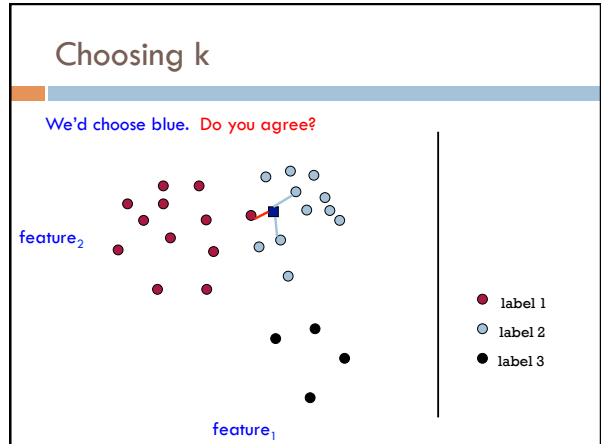 Choosing k
We'd choose blue. Do you agree?
feature2
label 1
label 2
label 3
feature1